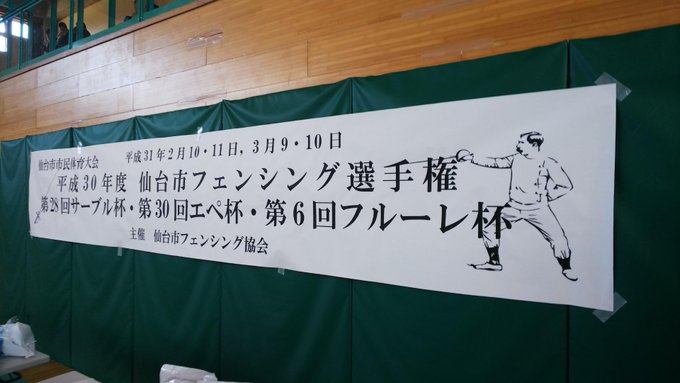 仙台市市民体育大会 平成31年2月10・11日，3月9・10日
平成30年度 仙台市フェンシング選手権
第28回サーブル杯・第30回エペ杯・第6回フルーレ杯
主催 仙台市フェンシング協会